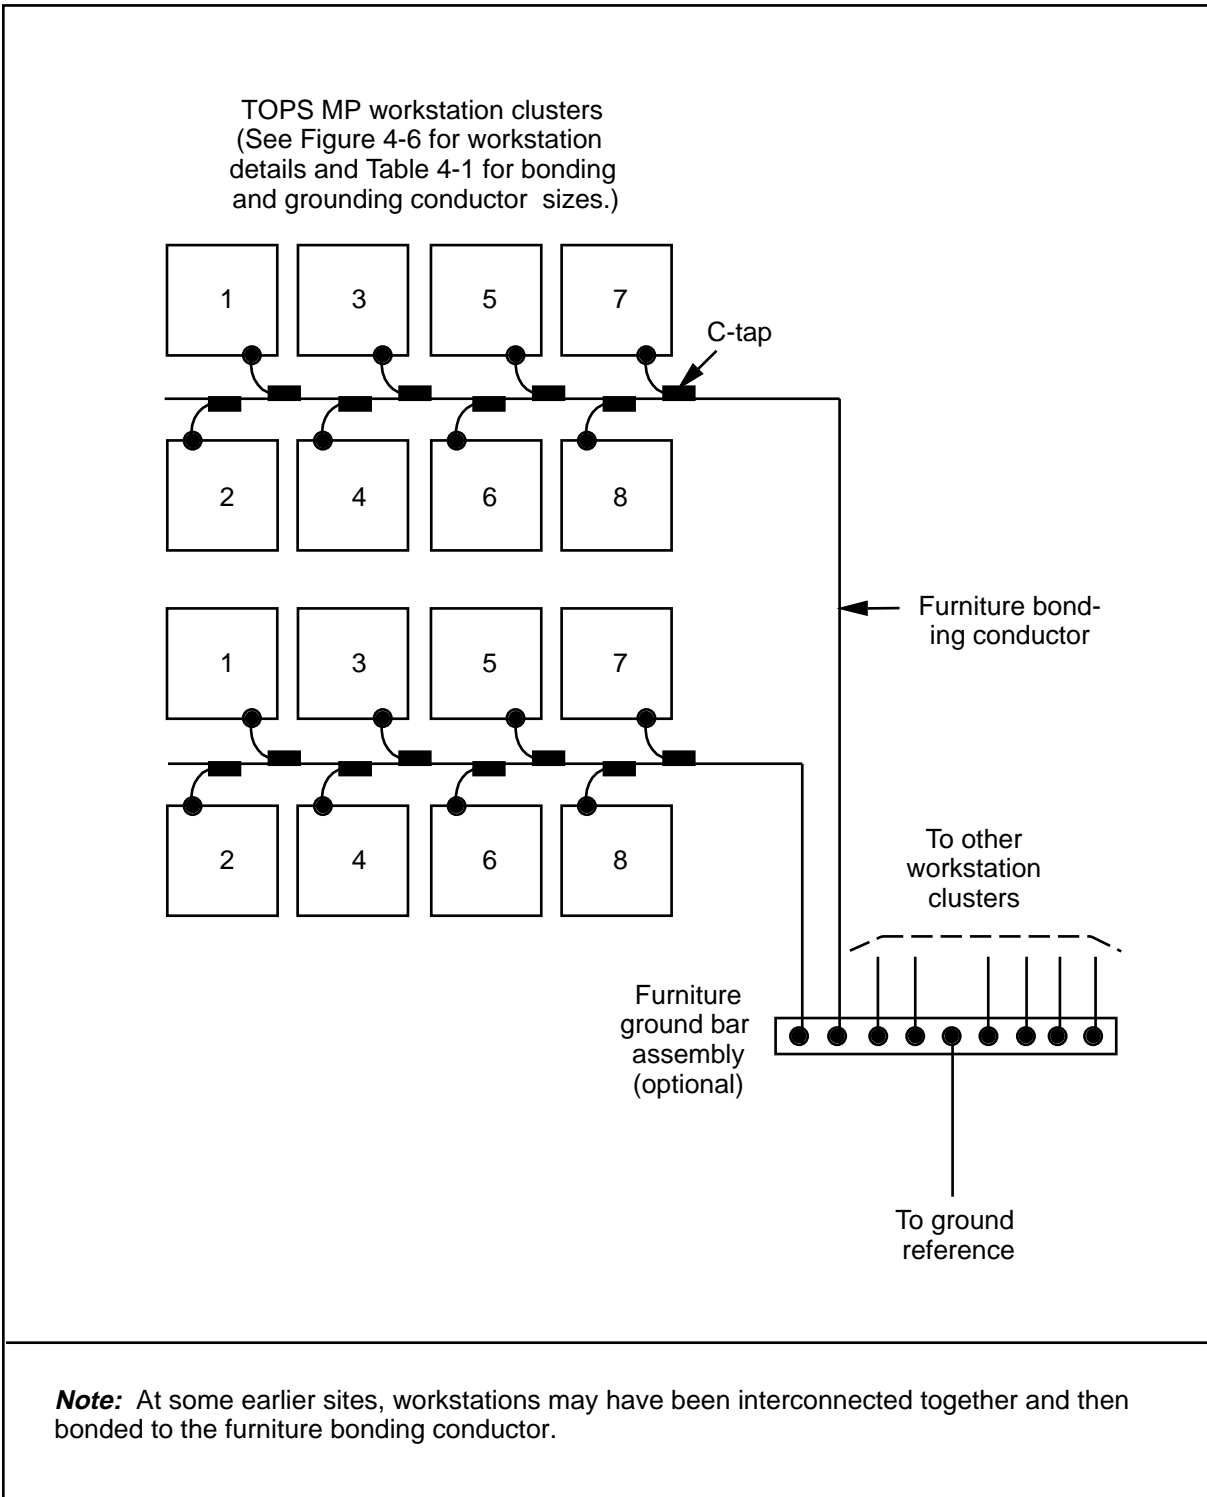 TOPS MP workstation clusters
(See Figure 4-6 for workstation
details and Table 4-1 for bonding
and grounding conductor sizes.)
1 3 5 7
C-tap
2 4 6 8
Furniture bond-
ing conductor
1 3 5 7
2 4 6 8
To other
workstation
clusters
Furniture
ground bar
assembly
(optional)
To ground
reference
Note: At some earlier sites, workstations may have been interconnected together and then
bonded to the furniture bonding conductor.